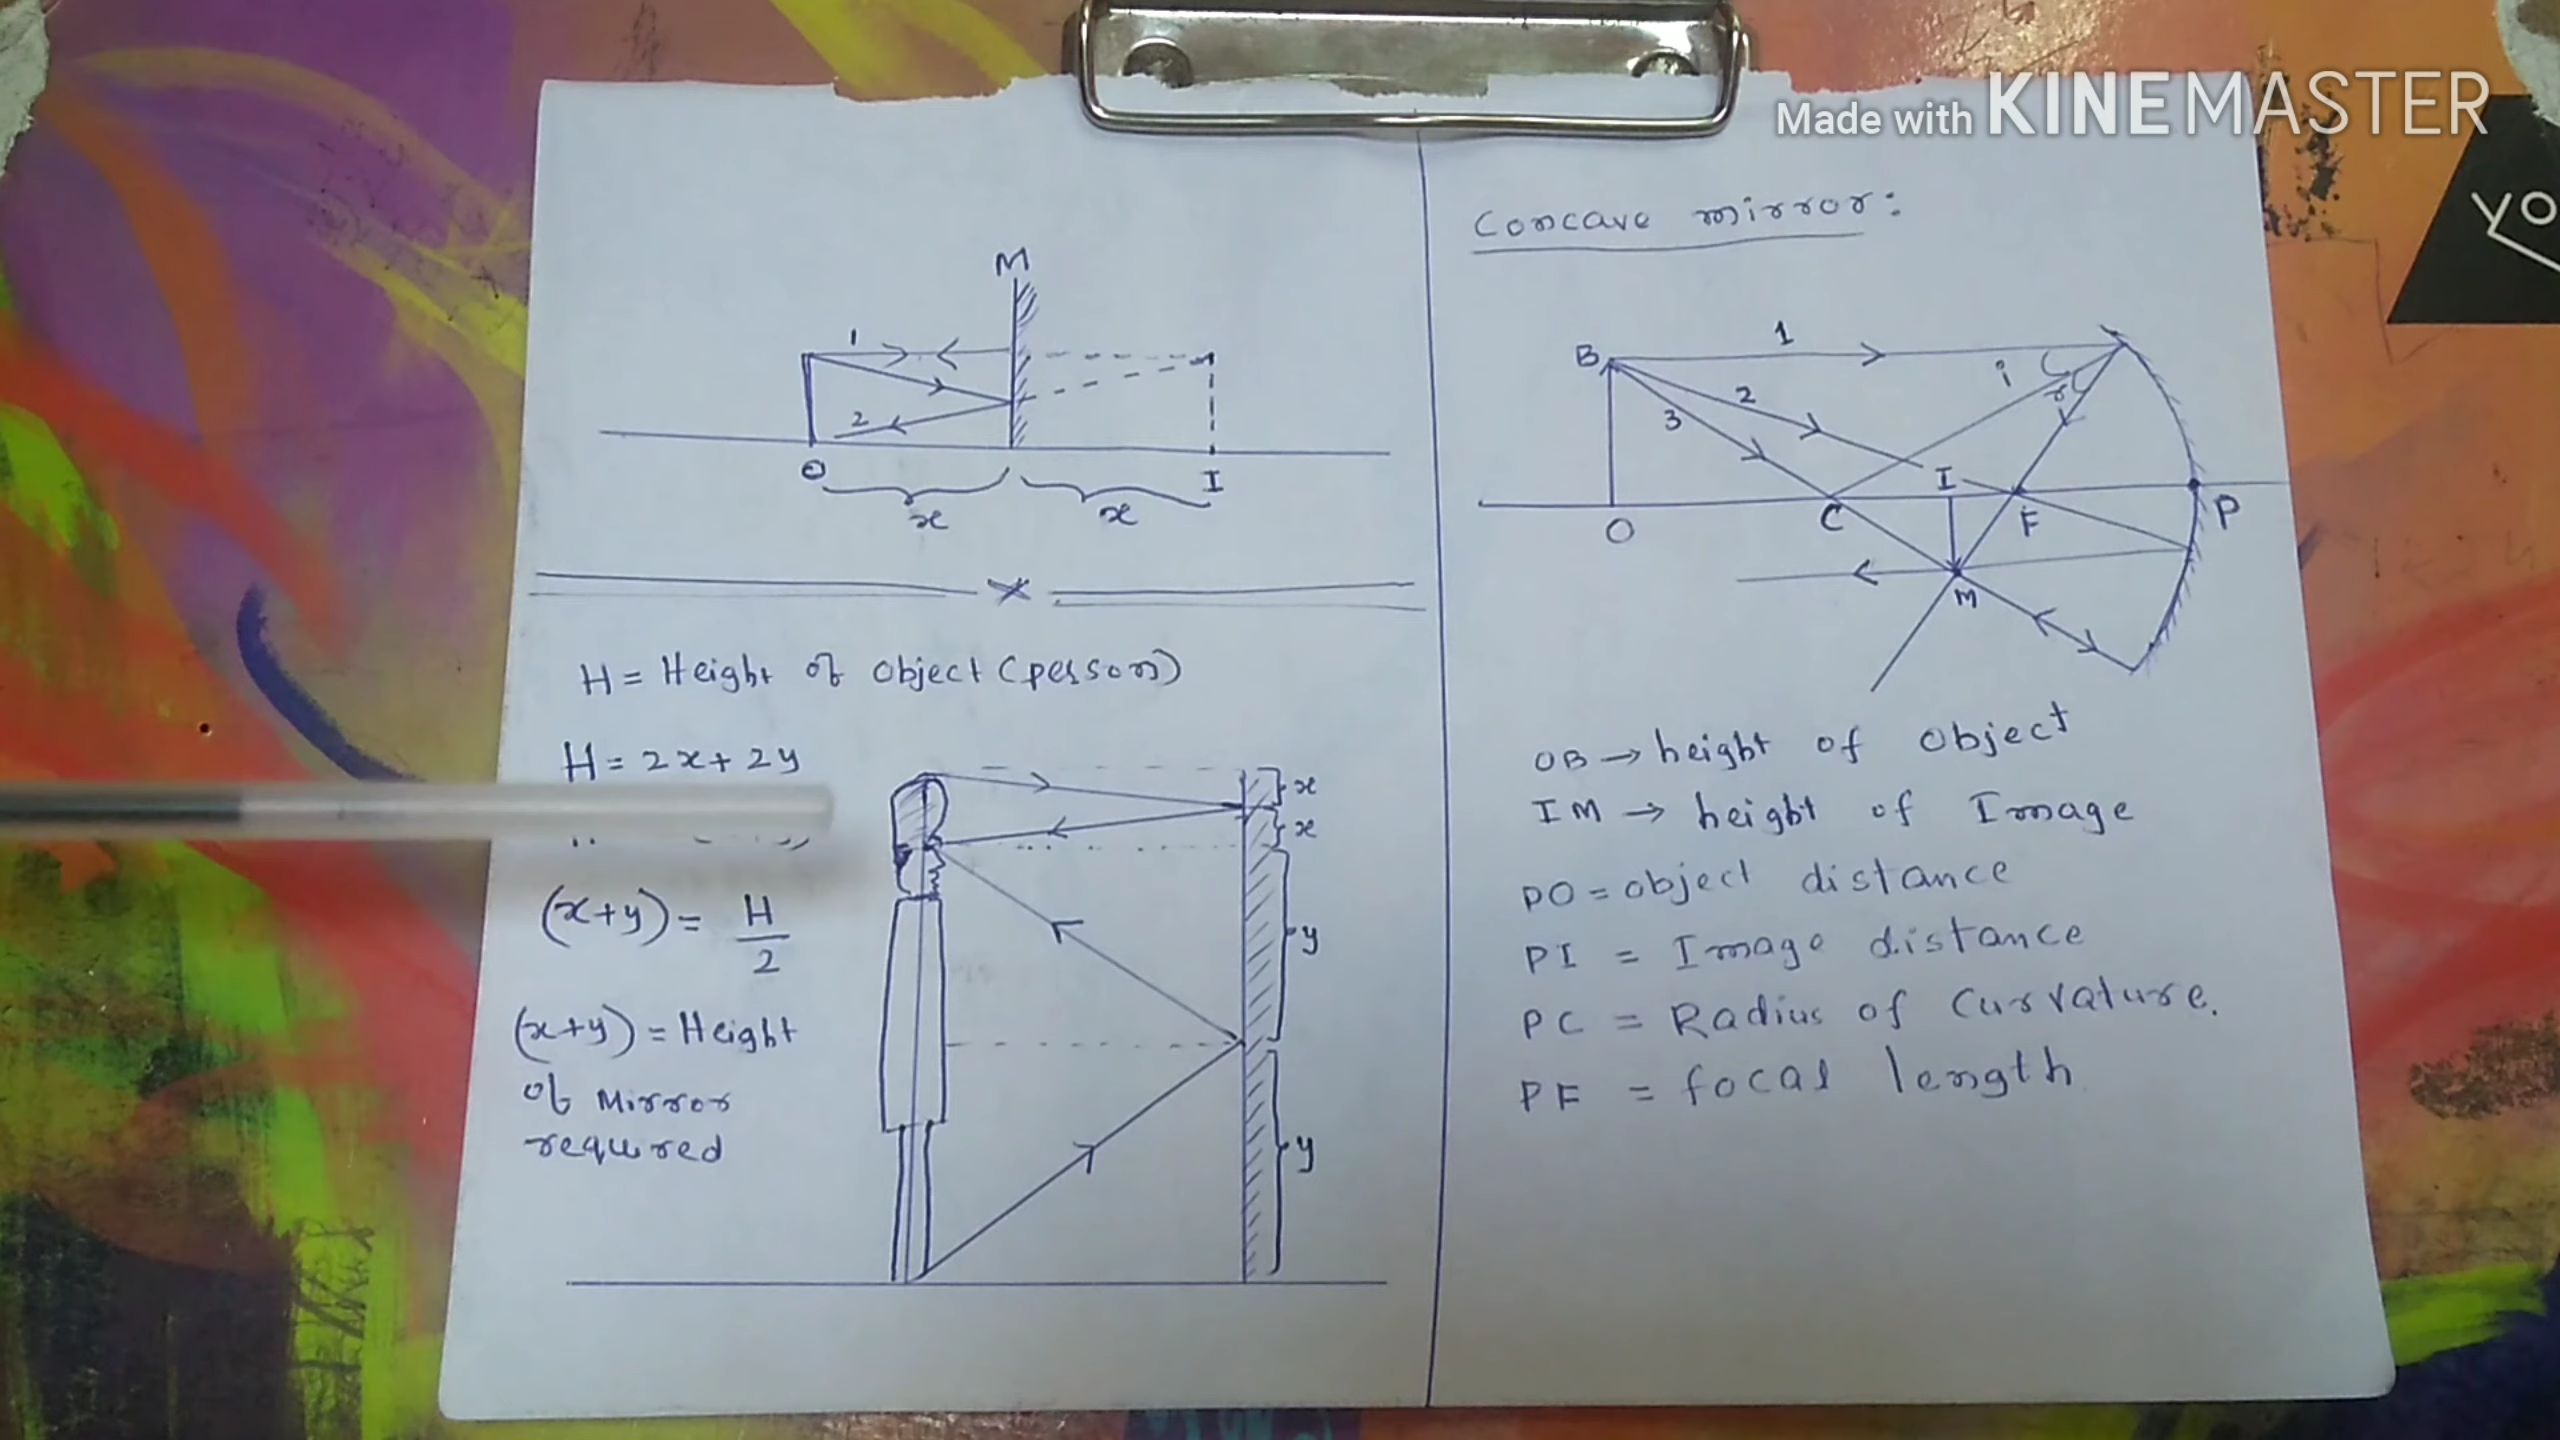 Made with KINEMASTER
YO
M
1
2
O
I
x
x
H = Height of object (person)
H = 2x + 2y
(x+y) = H/2
(x+y) = Height
of Mirror
required
x
x
y
y
Concave mirror:
B
1
2
3
i
r
I
O
C
F
P
M
OB → height of Object
IM → height of Image
PO = object distance
PI = Image distance
PC = Radius of Curvature.
PF = focal length